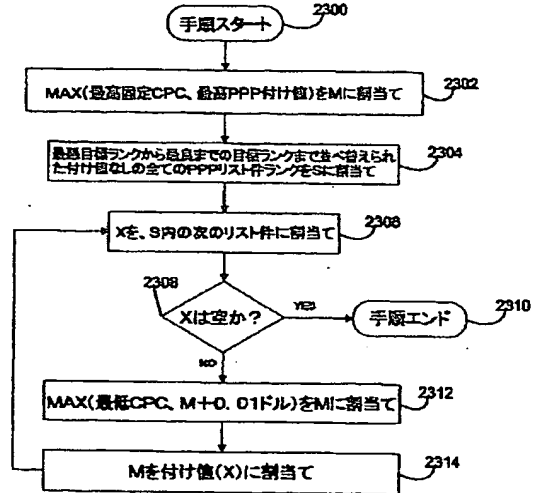 手順スタート
2300
MAX(最高固定CPC、最高PPP付け値)をMに割当て
2302
最悪目標ランクから最良までの目標ランクまで並べ替えられ
た付け値なしの全てのPPPリスト件ランクをSに割当て
2304
Xを、S内の次のリスト件に割当て
2308
Xは空か?
YES
手順エンド
2310
NO
MAX(最低CPC、M+0.01ドル)をMに割当て
2312
Mを付け値(X)に割当て
2314